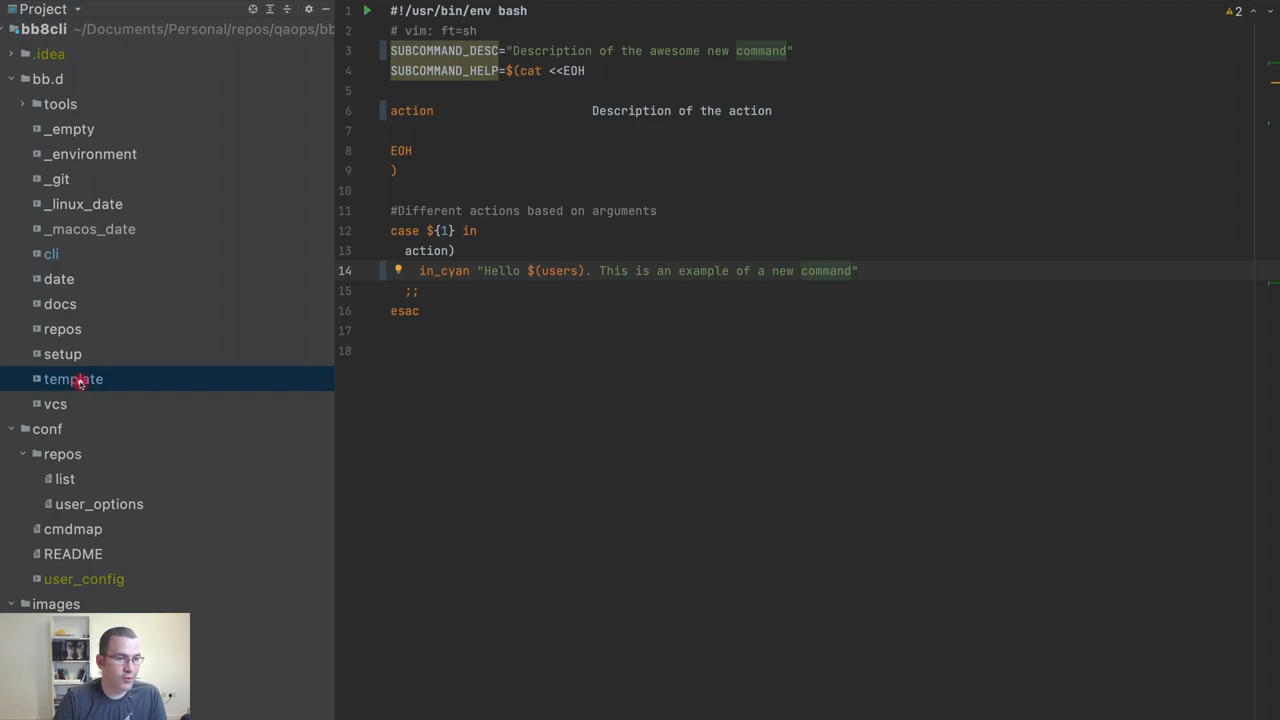 Project
bb8cli ~/Documents/Personal/repos/qaops/bb
.idea
bb.d
tools
_empty
_environment
_git
_linux_date
_macos_date
cli
date
docs
repos
setup
template
vcs
conf
repos
list
user_options
cmdmap
README
user_config
images
1 #!/usr/bin/env bash
2 # vim: ft=sh
3 SUBCOMMAND_DESC="Description of the awesome new command"
4 SUBCOMMAND_HELP=$(cat <<EOH
5
6 action Description of the action
7
8 EOH
9 )
10
11 #Different actions based on arguments
12 case ${1} in
13 action)
14 in_cyan "Hello $(users). This is an example of a new command"
15 ;;
16 esac
17
18
2